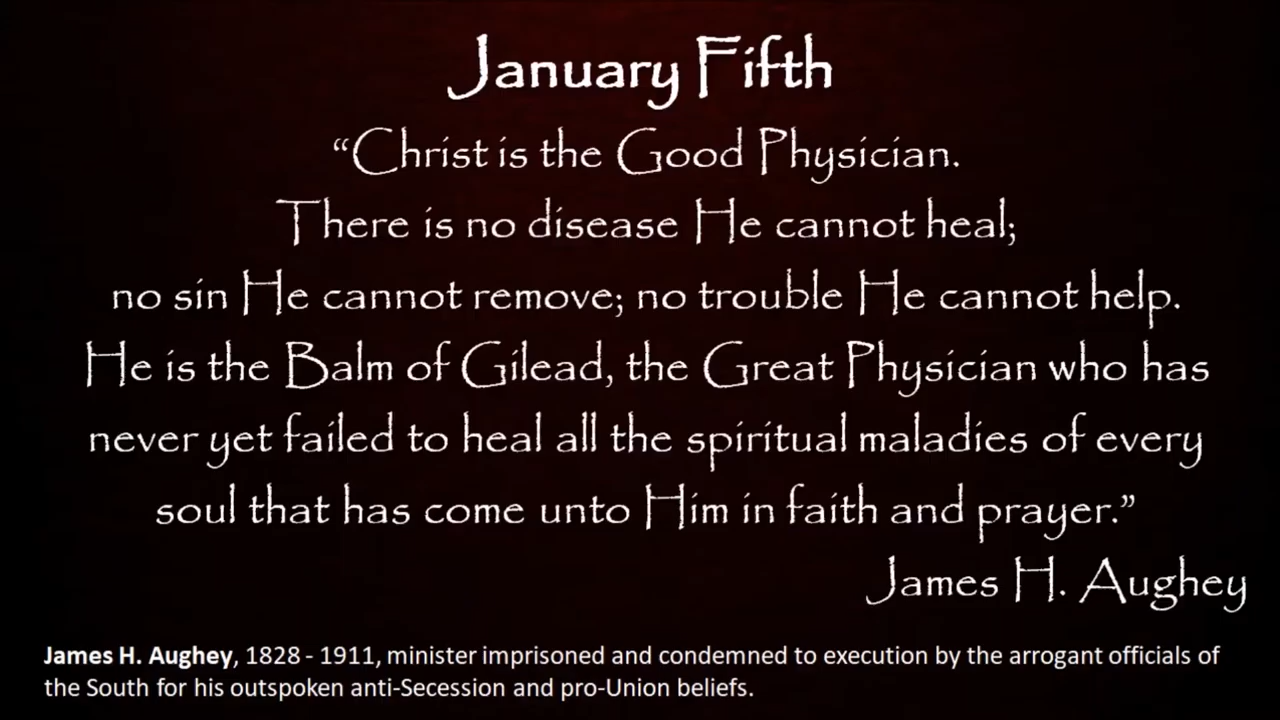 January Fifth
“Christ is the Good Physician.
There is no disease He cannot heal;
no sin He cannot remove; no trouble He cannot help.
He is the Balm of Gilead, the Great Physician who has
never yet failed to heal all the spiritual maladies of every
soul that has come unto Him in faith and prayer.”
James H. Aughey
James H. Aughey, 1828 - 1911, minister imprisoned and condemned to execution by the arrogant officials of
the South for his outspoken anti-Secession and pro-Union beliefs.